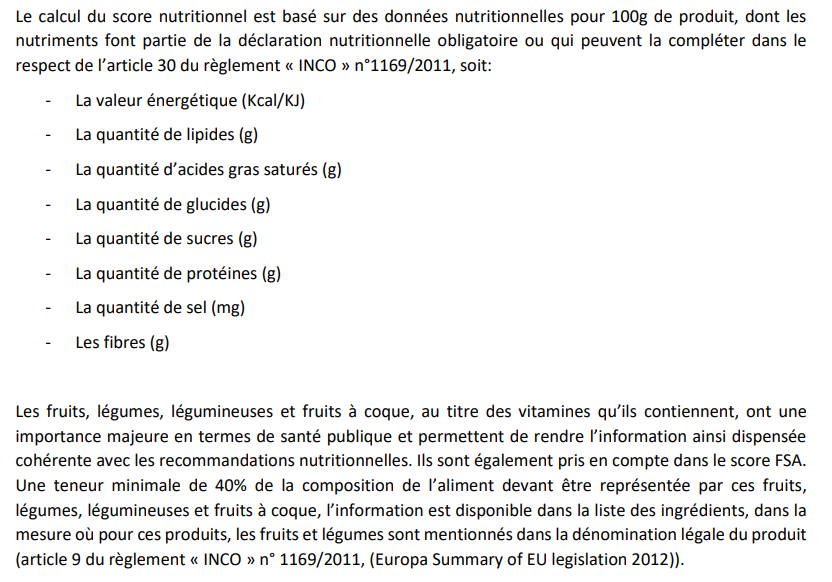 Le calcul du score nutritionnel est basé sur des données nutritionnelles pour 100g de produit, dont les
nutriments font partie de la déclaration nutritionnelle obligatoire ou qui peuvent la compléter dans le
respect de l’article 30 du règlement « INCO » n°1169/2011, soit:
- La valeur énergétique (Kcal/KJ)
- La quantité de lipides (g)
- La quantité d’acides gras saturés (g)
- La quantité de glucides (g)
- La quantité de sucres (g)
- La quantité de protéines (g)
- La quantité de sel (mg)
- Les fibres (g)
Les fruits, légumes, légumineuses et fruits à coque, au titre des vitamines qu’ils contiennent, ont une
importance majeure en termes de santé publique et permettent de rendre l’information ainsi dispensée
cohérente avec les recommandations nutritionnelles. Ils sont également pris en compte dans le score FSA.
Une teneur minimale de 40% de la composition de l’aliment devant être représentée par ces fruits,
légumes, légumineuses et fruits à coque, l’information est disponible dans la liste des ingrédients, dans la
mesure où pour ces produits, les fruits et légumes sont mentionnés dans la dénomination légale du produit
(article 9 du règlement « INCO » n° 1169/2011, (Europa Summary of EU legislation 2012)).